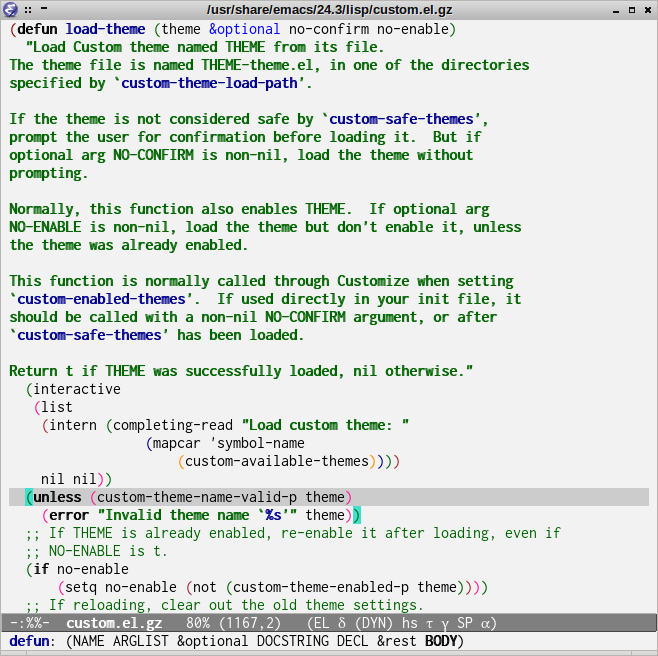 /usr/share/emacs/24.3/lisp/custom.el.gz
(defun load-theme (theme &optional no-confirm no-enable)
  "Load Custom theme named THEME from its file.
The theme file is named THEME-theme.el, in one of the directories
specified by `custom-theme-load-path'.

If the theme is not considered safe by `custom-safe-themes',
prompt the user for confirmation before loading it.  But if
optional arg NO-CONFIRM is non-nil, load the theme without
prompting.

Normally, this function also enables THEME.  If optional arg
NO-ENABLE is non-nil, load the theme but don't enable it, unless
the theme was already enabled.

This function is normally called through Customize when setting
`custom-enabled-themes'.  If used directly in your init file, it
should be called with a non-nil NO-CONFIRM argument, or after
`custom-safe-themes' has been loaded.

Return t if THEME was successfully loaded, nil otherwise."
  (interactive
   (list
    (intern (completing-read "Load custom theme: "
                 (mapcar 'symbol-name
                     (custom-available-themes))))
    nil nil))
  (unless (custom-theme-name-valid-p theme)
    (error "Invalid theme name `%s'" theme))
  ;; If THEME is already enabled, re-enable it after loading, even if
  ;; NO-ENABLE is t.
  (if no-enable
      (setq no-enable (not (custom-theme-enabled-p theme))))
  ;; If reloading, clear out the old theme settings.
-:%%-  custom.el.gz   80% (1167,2)   (EL δ (DYN) hs τ γ SP α)
defun: (NAME ARGLIST &optional DOCSTRING DECL &rest BODY)